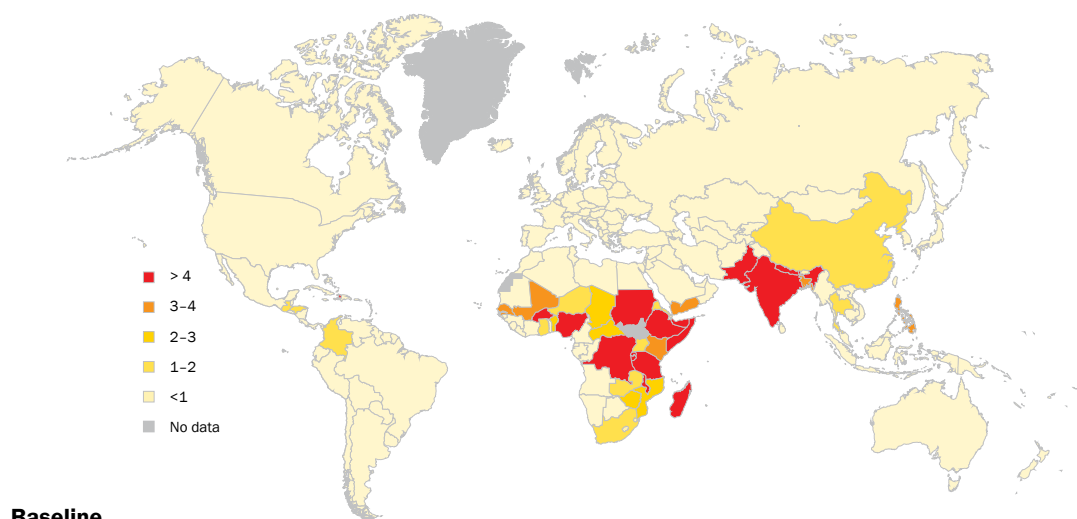 > 4
3–4
2–3
1–2
<1
No data
Baseline